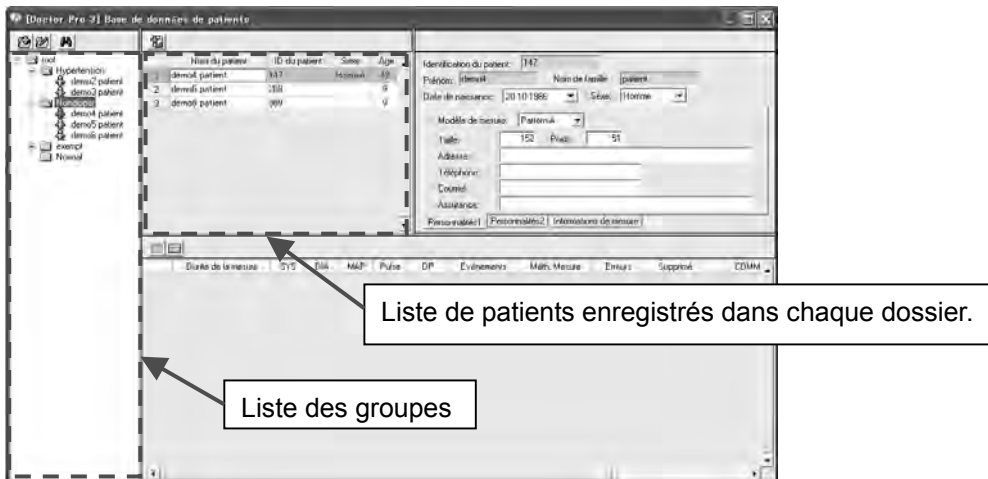 [Doctor Pro 3] Base de données de patients
root
Hypertension
demo2 patient
demo3 patient
Nondipper
demo4 patient
demo5 patient
demo6 patient
exempl
Normal
Nom du patient ID du patient Sexe Age
1 demo4 patient 147 Homme
2 demo5 patient
3 demo6 patient
Identification du patient: 147
Prénom: demo4 Nom de famille: patient
Date de naissance: 20.10.1986 Sexe: Homme
Modèle de mesure:
Taille: 152 Poids: 51
Adresse:
Téléphone:
Courriel:
Assurance:
Personnalités1 Personnalités2 Informations de mesure
Durée de la mesure SYS DIA MAP Pulse DP Evénements Méth. Mesure Erreurs Supprimé COMM
Liste de patients enregistrés dans chaque dossier.
Liste des groupes